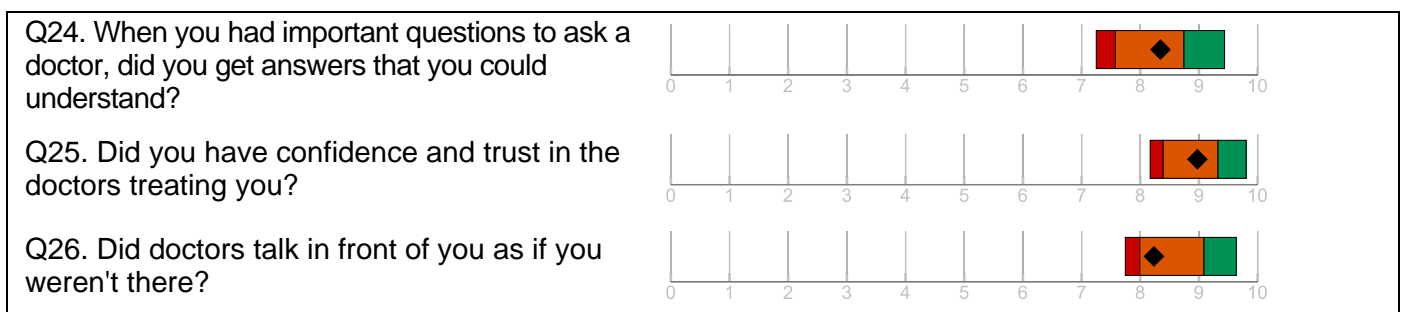 Q24. When you had important questions to ask a
doctor, did you get answers that you could
understand?
0 1 2 3 4 5 6 7 8 9 10
Q25. Did you have confidence and trust in the
doctors treating you?
0 1 2 3 4 5 6 7 8 9 10
Q26. Did doctors talk in front of you as if you
weren't there?
0 1 2 3 4 5 6 7 8 9 10